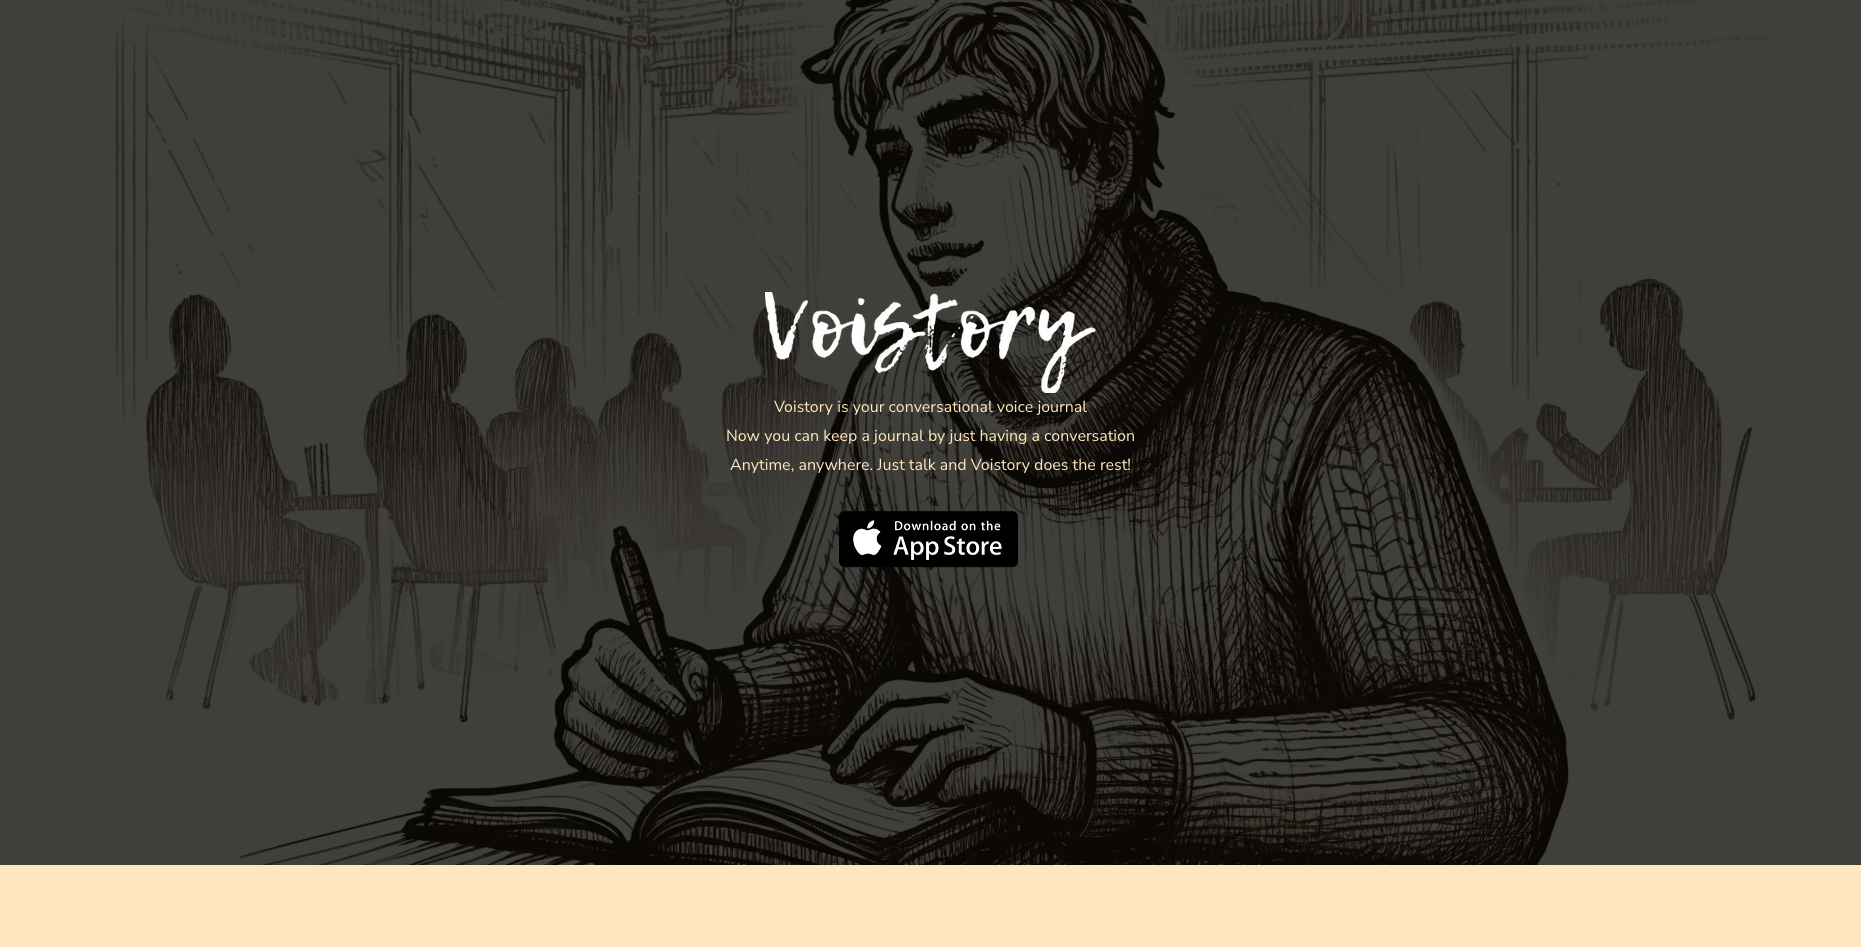 Voistory
Voistory is your conversational voice journal
Now you can keep a journal by just having a conversation
Anytime, anywhere. Just talk and Voistory does the rest!
Download on the
App Store